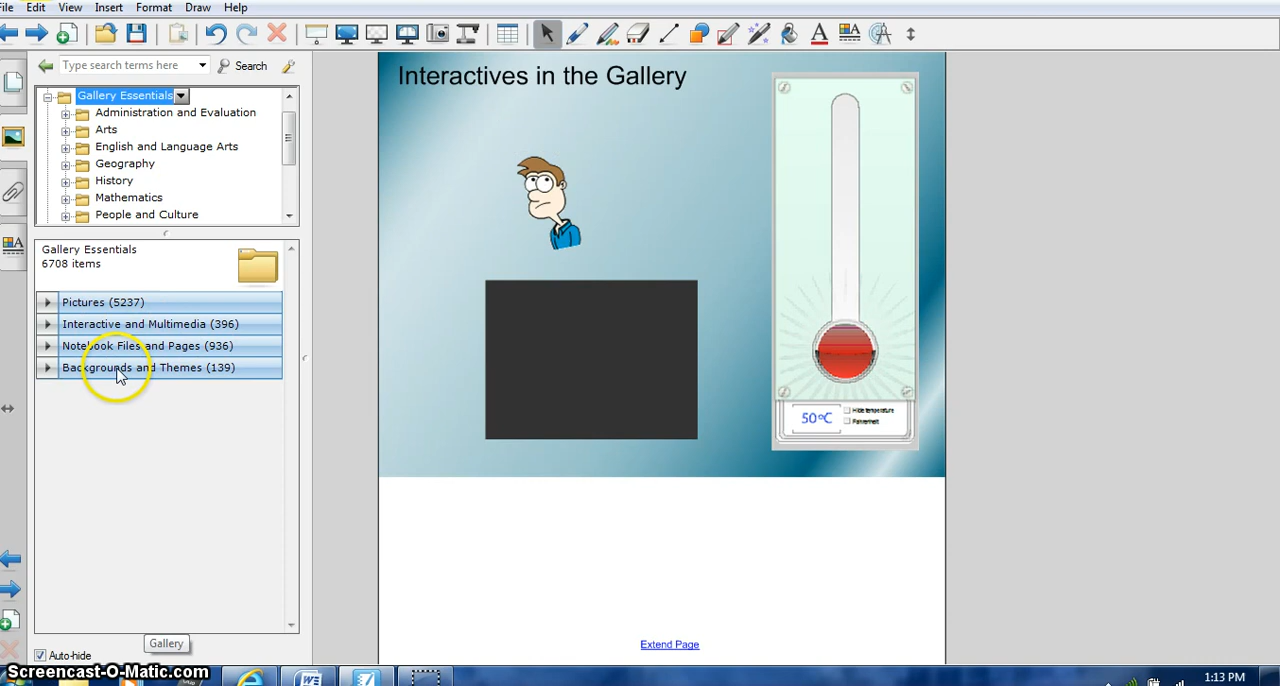 File Edit View Insert Format Draw Help
Type search terms here Search
Gallery Essentials
Administration and Evaluation
Arts
English and Language Arts
Geography
History
Mathematics
People and Culture
Gallery Essentials
6708 items
Pictures (5237)
Interactive and Multimedia (396)
Notebook Files and Pages (936)
Backgrounds and Themes (139)
Gallery
Auto-hide
Interactives in the Gallery
50°C
Hide temperature
Fahrenheit
Extend Page
Screencast-O-Matic.com
1:13 PM